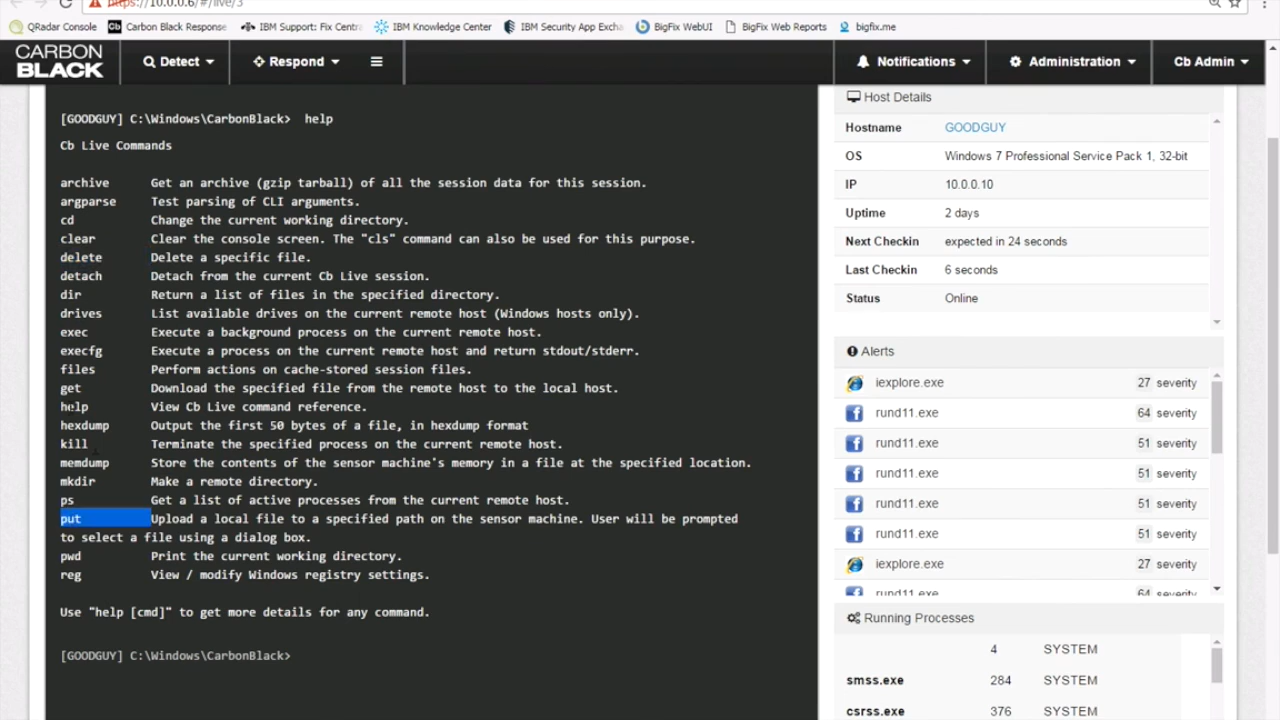 https://10.0.0.6/#/live/3
QRadar Console
Cb Carbon Black Response
IBM Support: Fix Centr
IBM Knowledge Center
IBM Security App Excha
BigFix WebUI
BigFix Web Reports
bigfix.me
CARBON
BLACK
Detect
Respond
Notifications
Administration
Cb Admin
[GOODGUY] C:\Windows\CarbonBlack> help
Cb Live Commands
archive Get an archive (gzip tarball) of all the session data for this session.
argparse Test parsing of CLI arguments.
cd Change the current working directory.
clear Clear the console screen. The "cls" command can also be used for this purpose.
delete Delete a specific file.
detach Detach from the current Cb Live session.
dir Return a list of files in the specified directory.
drives List available drives on the current remote host (Windows hosts only).
exec Execute a background process on the current remote host.
execfg Execute a process on the current remote host and return stdout/stderr.
files Perform actions on cache-stored session files.
get Download the specified file from the remote host to the local host.
help View Cb Live command reference.
hexdump Output the first 50 bytes of a file, in hexdump format
kill Terminate the specified process on the current remote host.
memdump Store the contents of the sensor machine's memory in a file at the specified location.
mkdir Make a remote directory.
ps Get a list of active processes from the current remote host.
put Upload a local file to a specified path on the sensor machine. User will be prompted
to select a file using a dialog box.
pwd Print the current working directory.
reg View / modify Windows registry settings.
Use "help [cmd]" to get more details for any command.
[GOODGUY] C:\Windows\CarbonBlack>
Host Details
Hostname GOODGUY
OS Windows 7 Professional Service Pack 1, 32-bit
IP 10.0.0.10
Uptime 2 days
Next Checkin expected in 24 seconds
Last Checkin 6 seconds
Status Online
Alerts
iexplore.exe 27 severity
rund11.exe 64 severity
rund11.exe 51 severity
rund11.exe 51 severity
rund11.exe 51 severity
rund11.exe 51 severity
iexplore.exe 27 severity
rund11.exe 64 severity
Running Processes
4 SYSTEM
smss.exe 284 SYSTEM
csrss.exe 376 SYSTEM